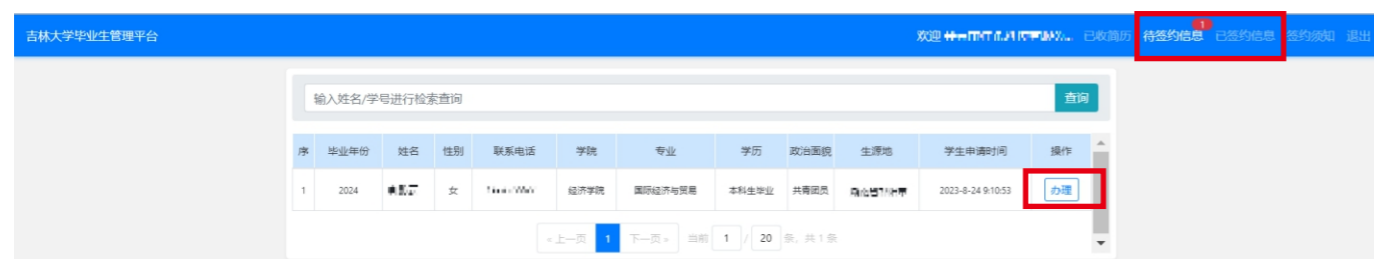 吉林大学毕业生管理平台 欢迎 已收简历 待签约信息 1 已签约信息 签约须知 退出
输入姓名/学号进行检索查询 查询
序 毕业年份 姓名 性别 联系电话 学院 专业 学历 政治面貌 生源地 学生申请时间 操作
1 2024 女 经济学院 国际经济与贸易 本科生毕业 共青团员 2023-8-24 9:10:53 办理
«上一页 1 下一页» 当前 1 / 20 条，共 1 条